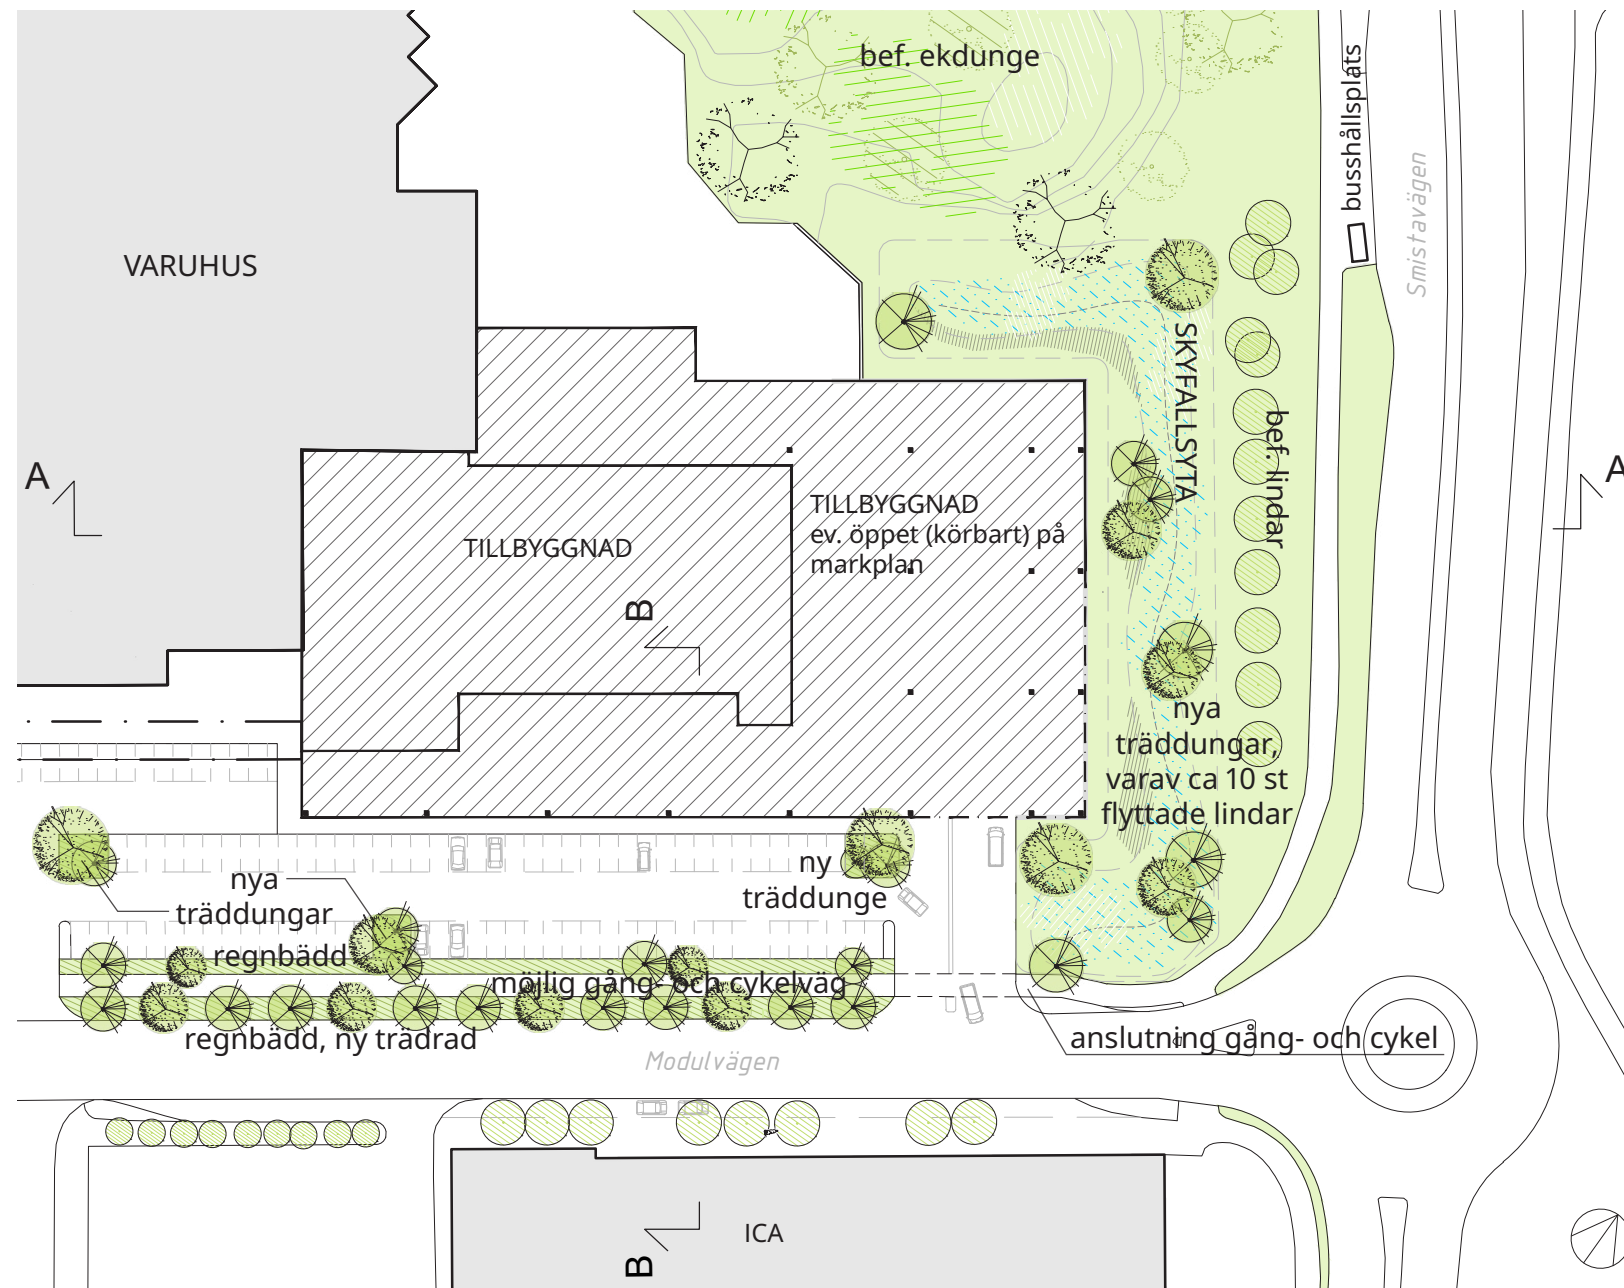 bef. ekdunge
busshållsplats
Smistavägen
VARUHUS
SKYFALLSYTA
bef. lindar
A
A
TILLBYGGNAD
ev. öppet (körbart) på
markplan
TILLBYGGNAD
B
nya
träddungar,
varav ca 10 st
flyttade lindar
ny
träddunge
nya
träddungar
regnbädd
möjlig gång- och cykelväg
regnbädd, ny trädrad
anslutning gång- och cykel
Modulvägen
ICA
B